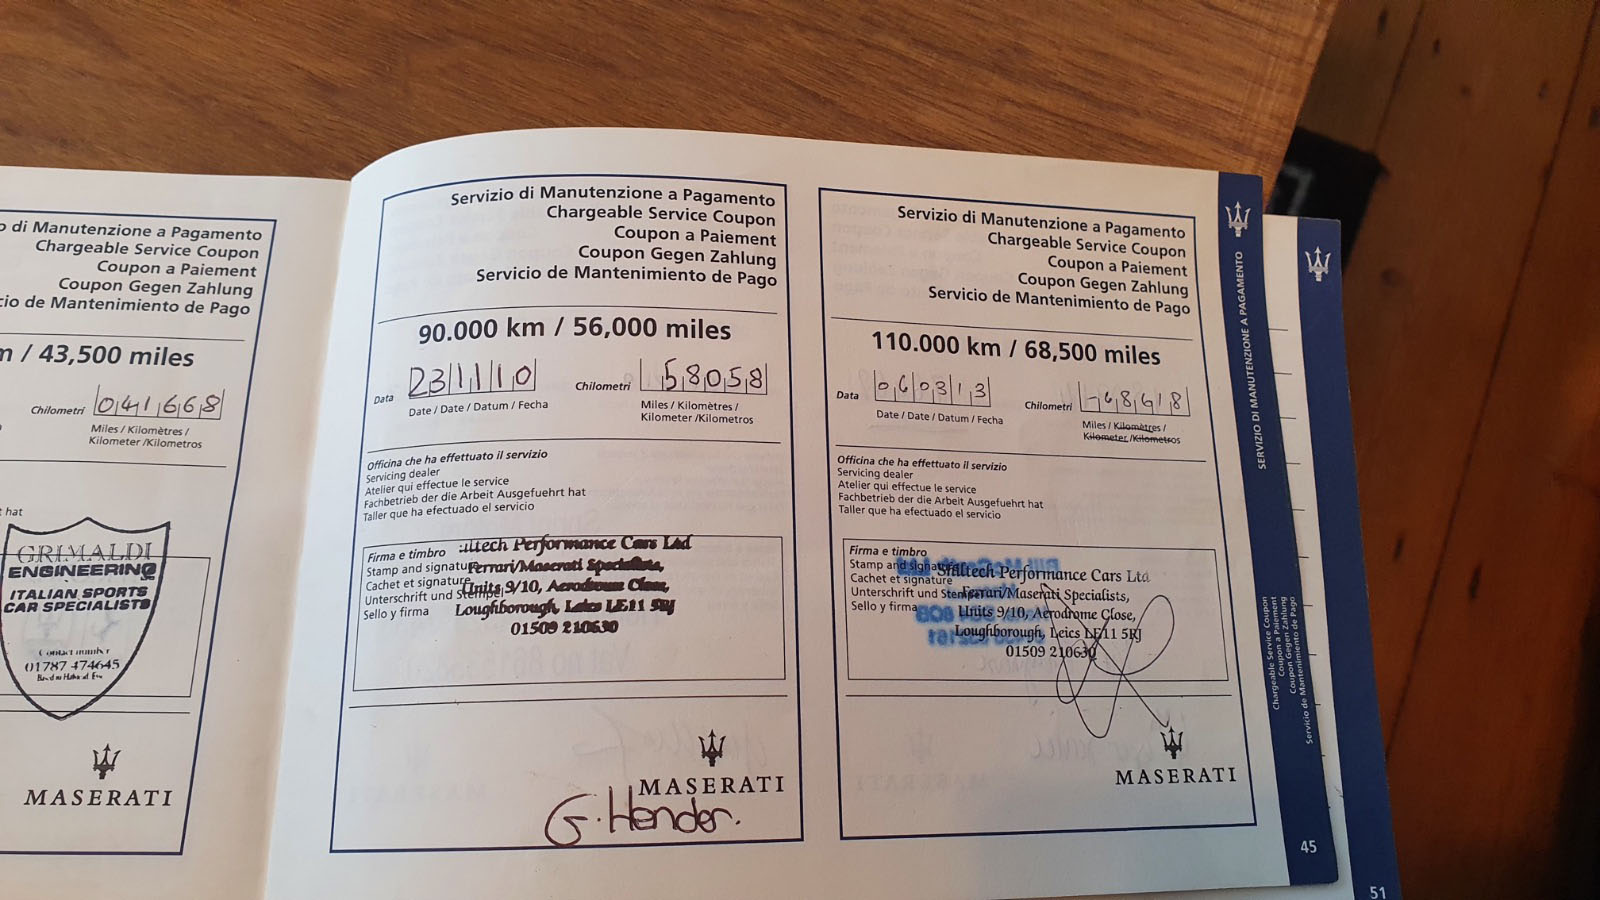 o di Manutenzione a Pagamento
Chargeable Service Coupon
Coupon a Paiement
Coupon Gegen Zahlung
cio de Mantenimiento de Pago
m / 43,500 miles
Chilometri 041668
Miles / Kilomètres /
Kilometer /Kilometros
t hat
GRIMALDI
ENGINEERING
ITALIAN SPORTS
CAR SPECIALISTS
Contact number
01787 474645
MASERATI
Servizio di Manutenzione a Pagamento
Chargeable Service Coupon
Coupon a Paiement
Coupon Gegen Zahlung
Servicio de Mantenimiento de Pago
90.000 km / 56,000 miles
Data 231110 Chilometri 58058
Date / Date / Datum / Fecha Miles / Kilomètres /
Kilometer /Kilometros
Officina che ha effettuato il servizio
Servicing dealer
Atelier qui effectue le service
Fachbetrieb der die Arbeit Ausgefuehrt hat
Taller que ha efectuado el servicio
Firma e timbro
Stamp and signature
Cachet et signature
Unterschrift und Stempel
Sello y firma
Performance Cars Ltd
Ferrari/Maserati Specialists,
Units 9/10, Aerodrome Close,
Loughborough, Leics LE11 5RJ
01509 210630
MASERATI
G. Hender.
Servizio di Manutenzione a Pagamento
Chargeable Service Coupon
Coupon a Paiement
Coupon Gegen Zahlung
Servicio de Mantenimiento de Pago
110.000 km / 68,500 miles
Data 060313 Chilometri -68618
Date / Date / Datum / Fecha Miles / Kilomètres /
Kilometer /Kilometros
Officina che ha effettuato il servizio
Servicing dealer
Atelier qui effectue le service
Fachbetrieb der die Arbeit Ausgefuehrt hat
Taller que ha efectuado el servicio
Firma e timbro
Stamp and signature
Cachet et signature
Unterschrift und Stempel
Sello y firma
Performance Cars Ltd
Ferrari/Maserati Specialists,
Units 9/10, Aerodrome Close,
Loughborough, Leics LE11 5RJ
01509 210630
MASERATI
SERVIZIO DI MANUTENZIONE A PAGAMENTO
Chargeable Service Coupon
Coupon a Paiement
Coupon Gegen Zahlung
Servicio de Mantenimiento de Pago
45
51